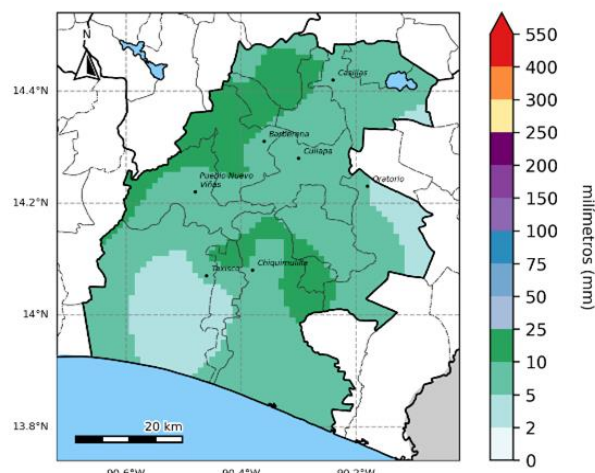 N
14.4°N
14.2°N
14°N
13.8°N
Casillas
Barberena
Cuilapa
Pueblo Nuevo
Viñas
Oratorio
Taxisco
Chiquimulilla
20 km
90.6°W
90.4°W
90.2°W
550
400
300
250
200
150
100
75
50
25
10
5
2
0
milímetros (mm)